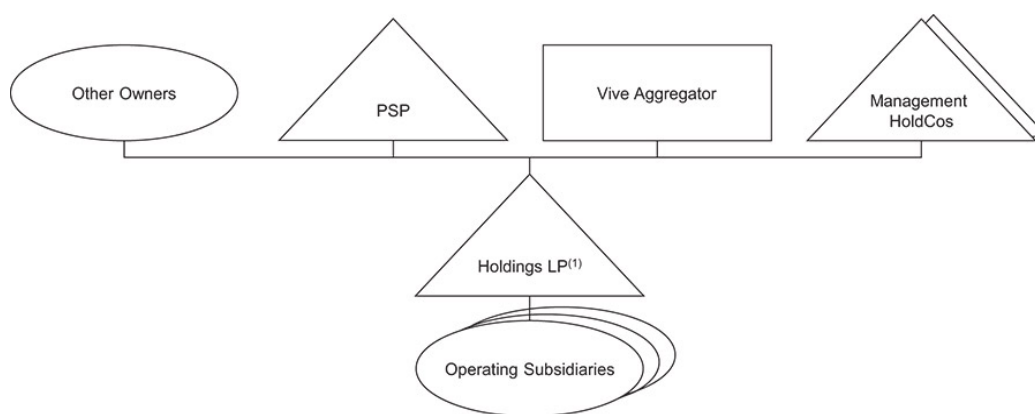 Other Owners
PSP
Vive Aggregator
Management
HoldCos
Holdings LP(1)
Operating Subsidiaries